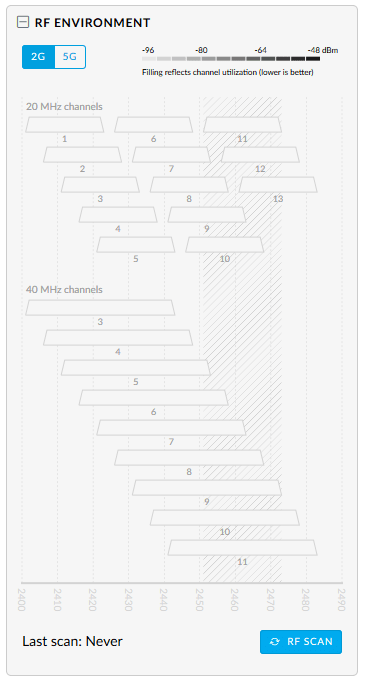 RF ENVIRONMENT
2G 5G
-96 -80 -64 -48 dBm
Filling reflects channel utilization (lower is better)
20 MHz channels
1 6 11
2 7 12
3 8 13
4 9
5 10
40 MHz channels
3
4
5
6
7
8
9
10
11
2400 2410 2420 2430 2440 2450 2460 2470 2480 2490
Last scan: Never
RF SCAN